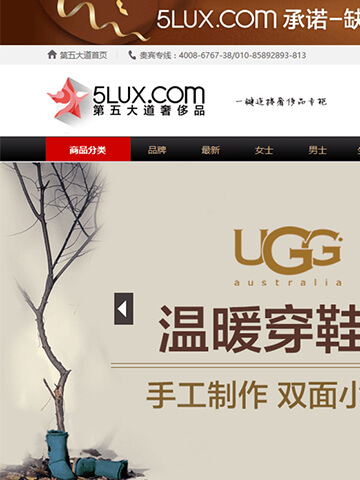 5LUX.COM 承诺-缺
第五大道首页 | 贵宾专线：4008-6767-38/010-85892893-813
5LUX.COM
第五大道奢侈品
一键连接奢侈品专柜
商品分类 品牌 最新 女士 男士
UGG
australia
温暖穿鞋
手工制作 双面小